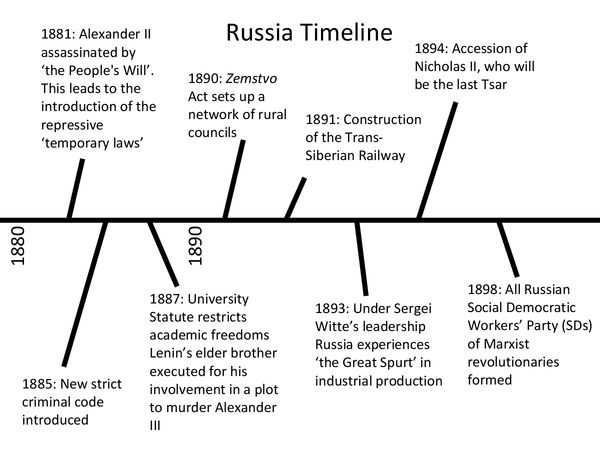 Russia Timeline
1881: Alexander II
assassinated by
‘the People's Will’.
This leads to the
introduction of the
repressive
‘temporary laws’
1890: Zemstvo
Act sets up a
network of rural
councils
1891: Construction
of the Trans-
Siberian Railway
1894: Accession of
Nicholas II, who will
be the last Tsar
1880
1890
1885: New strict
criminal code
introduced
1887: University
Statute restricts
academic freedoms
Lenin’s elder brother
executed for his
involvement in a plot
to murder Alexander
III
1893: Under Sergei
Witte’s leadership
Russia experiences
‘the Great Spurt’ in
industrial production
1898: All Russian
Social Democratic
Workers’ Party (SDs)
of Marxist
revolutionaries
formed